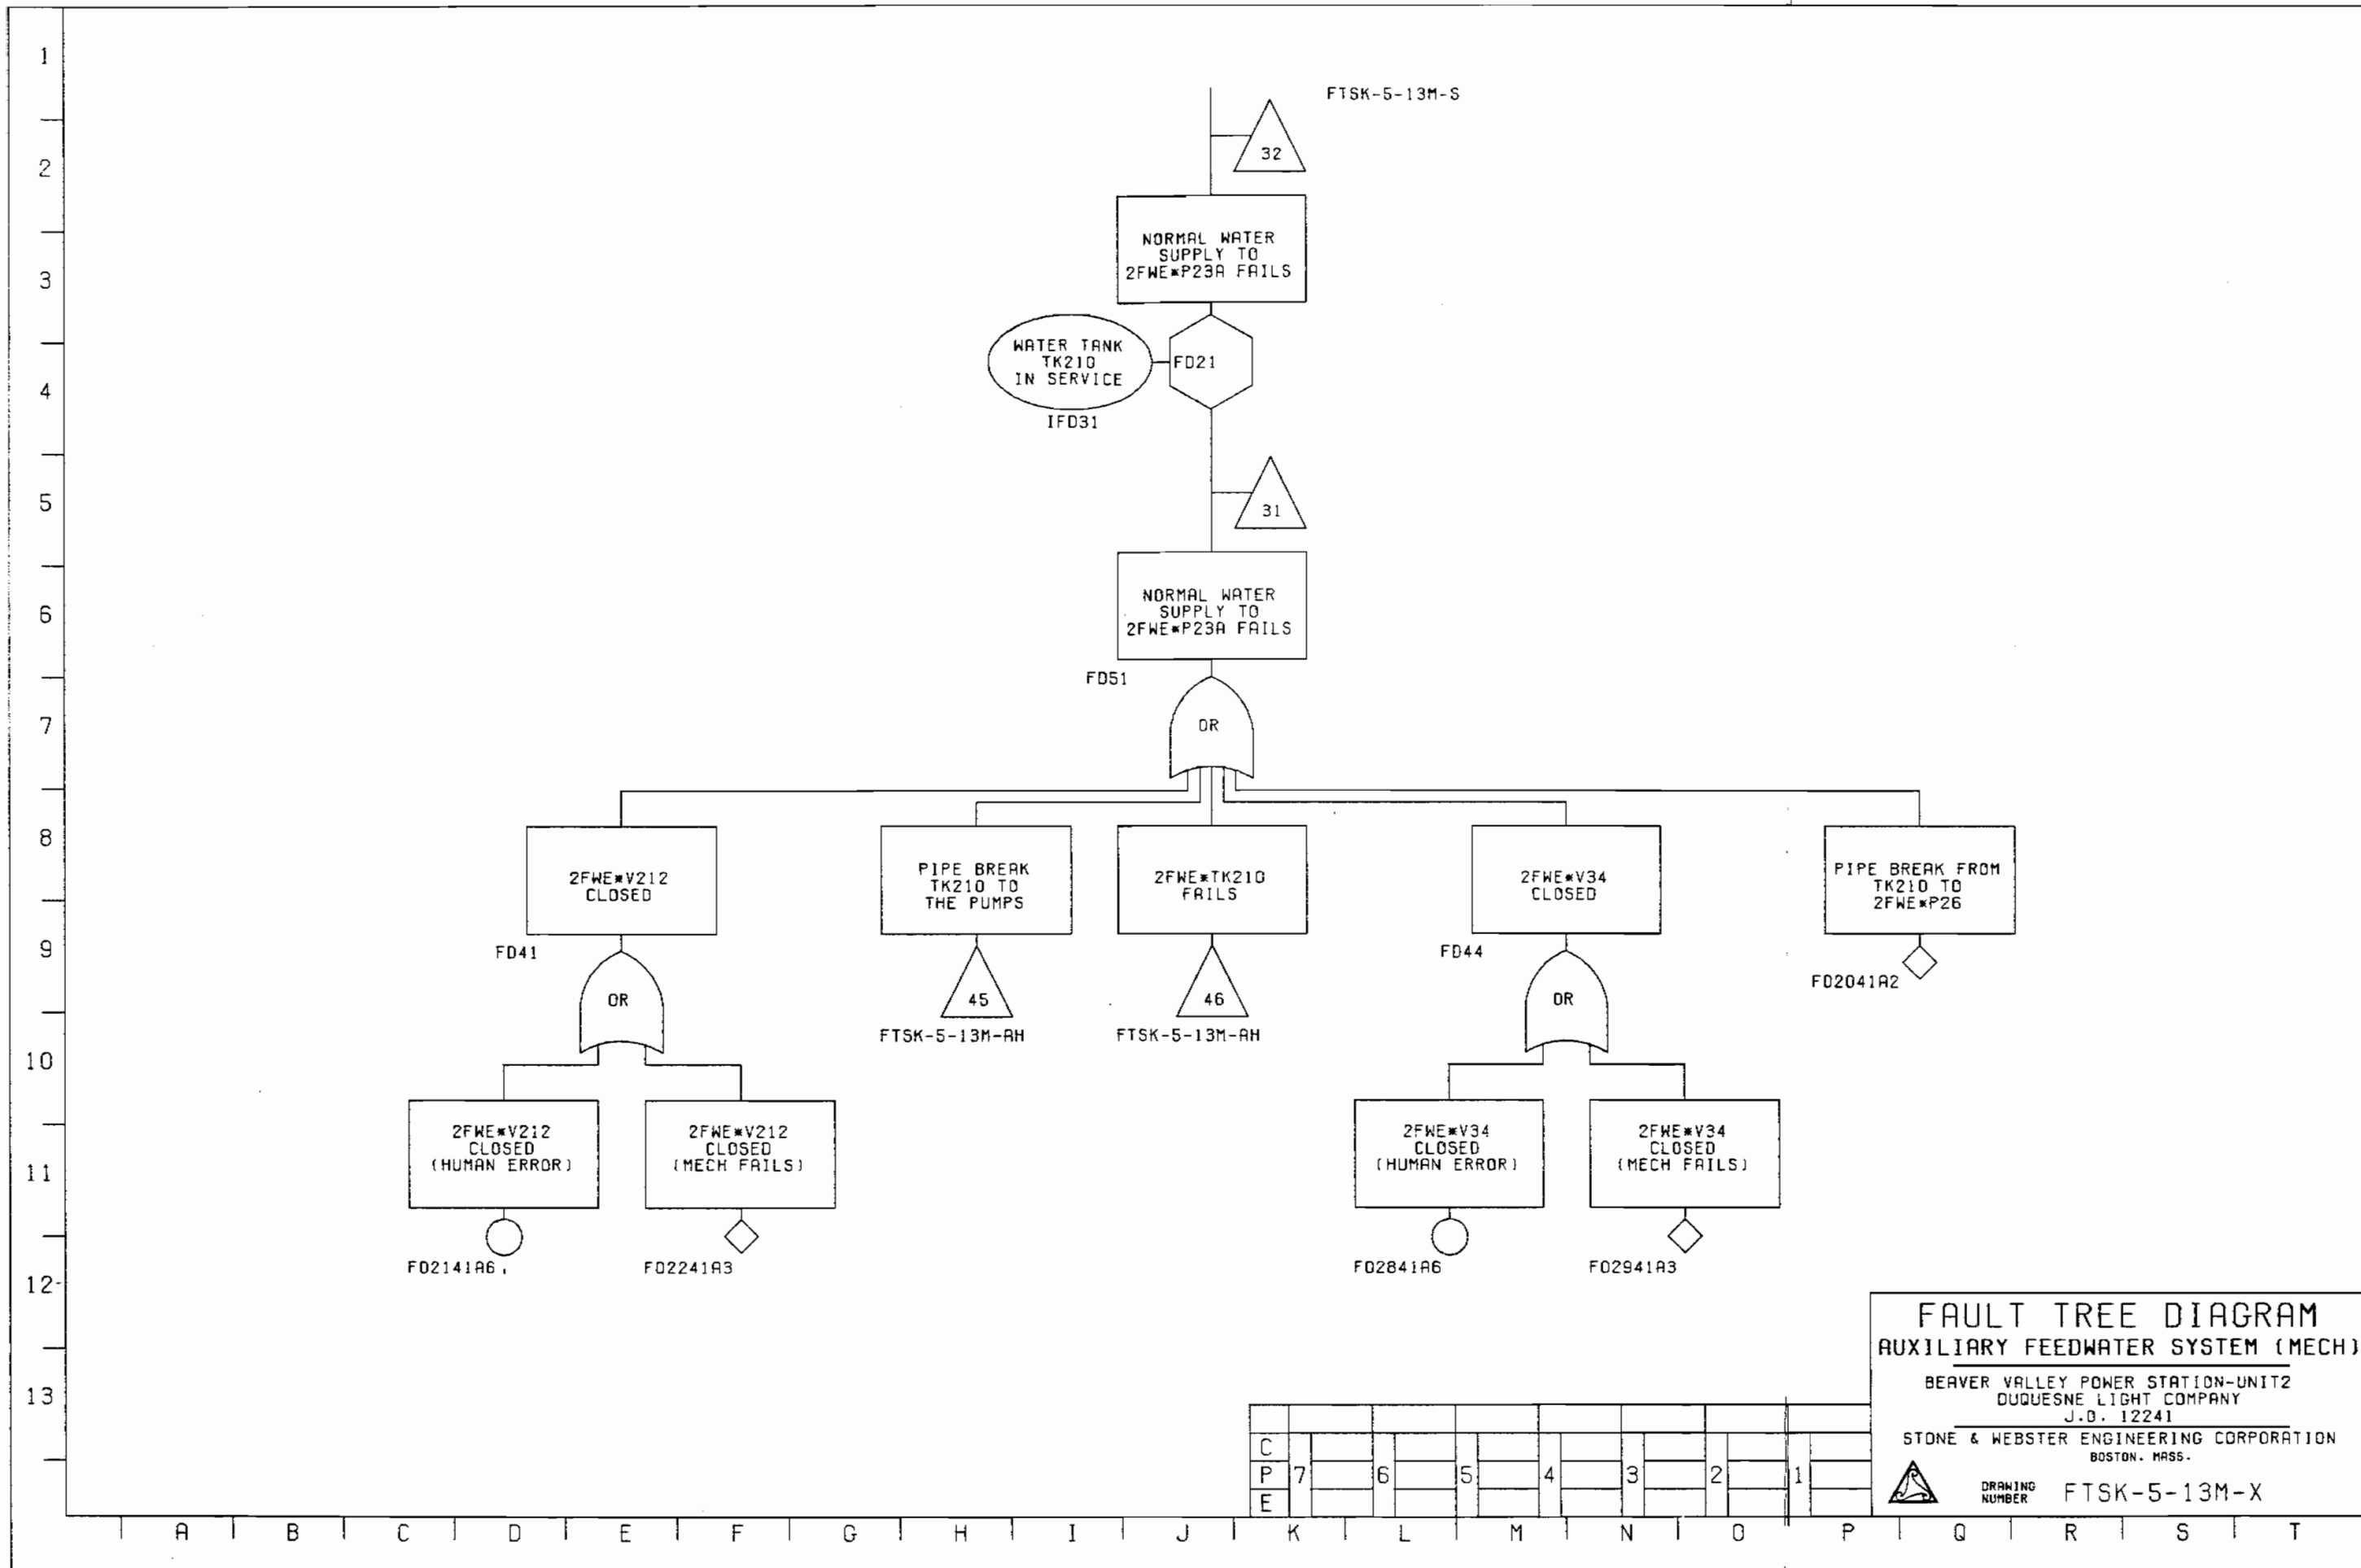 1
FTSK-5-13M-S
32
2
NORMAL WATER
SUPPLY TO
2FWE*P23A FAILS
3
WATER TANK
TK210
IN SERVICE
FD21
4
IFD31
5
31
6
NORMAL WATER
SUPPLY TO
2FWE*P23A FAILS
FD51
7
OR
8
2FWE*V212
CLOSED
PIPE BREAK
TK210 TO
THE PUMPS
2FWE*TK210
FAILS
2FWE*V34
CLOSED
PIPE BREAK FROM
TK210 TO
2FWE*P26
9
FD41
FD44
FD2041A2
OR
45
46
OR
FTSK-5-13M-AH
FTSK-5-13M-AH
10
2FWE*V212
CLOSED
(HUMAN ERROR)
2FWE*V212
CLOSED
(MECH FAILS)
2FWE*V34
CLOSED
(HUMAN ERROR)
2FWE*V34
CLOSED
(MECH FAILS)
11
FD2141A6
FD2241A3
FD2841A6
FD2941A3
12
13
FAULT TREE DIAGRAM
AUXILIARY FEEDWATER SYSTEM (MECH)
BEAVER VALLEY POWER STATION-UNIT2
DUQUESNE LIGHT COMPANY
J.O. 12241
STONE & WEBSTER ENGINEERING CORPORATION
BOSTON. MASS.
DRAWING
NUMBER
FTSK-5-13M-X
C
P 7 6 5 4 3 2 1
E
A B C D E F G H I J K L M N O P Q R S T